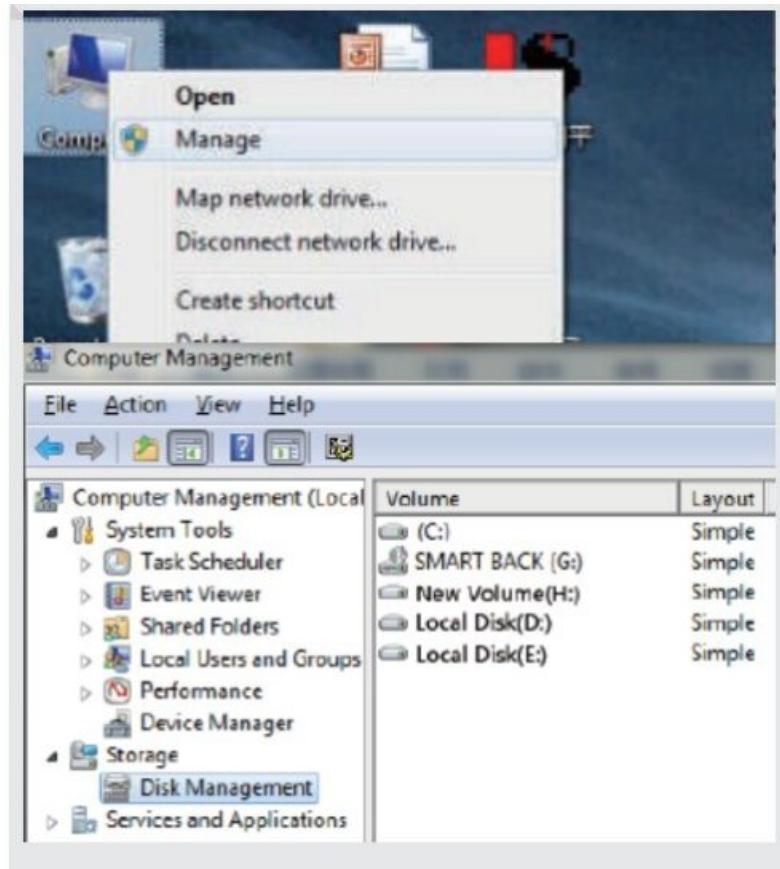 Open
Manage
Map network drive...
Disconnect network drive...
Create shortcut
Delete
Computer Management
File Action View Help
Computer Management (Local
Volume Layout
System Tools
(C:) Simple
Task Scheduler
SMART BACK (G:) Simple
Event Viewer
New Volume(H:) Simple
Shared Folders
Local Disk(D:) Simple
Local Users and Groups
Local Disk(E:) Simple
Performance
Device Manager
Storage
Disk Management
Services and Applications